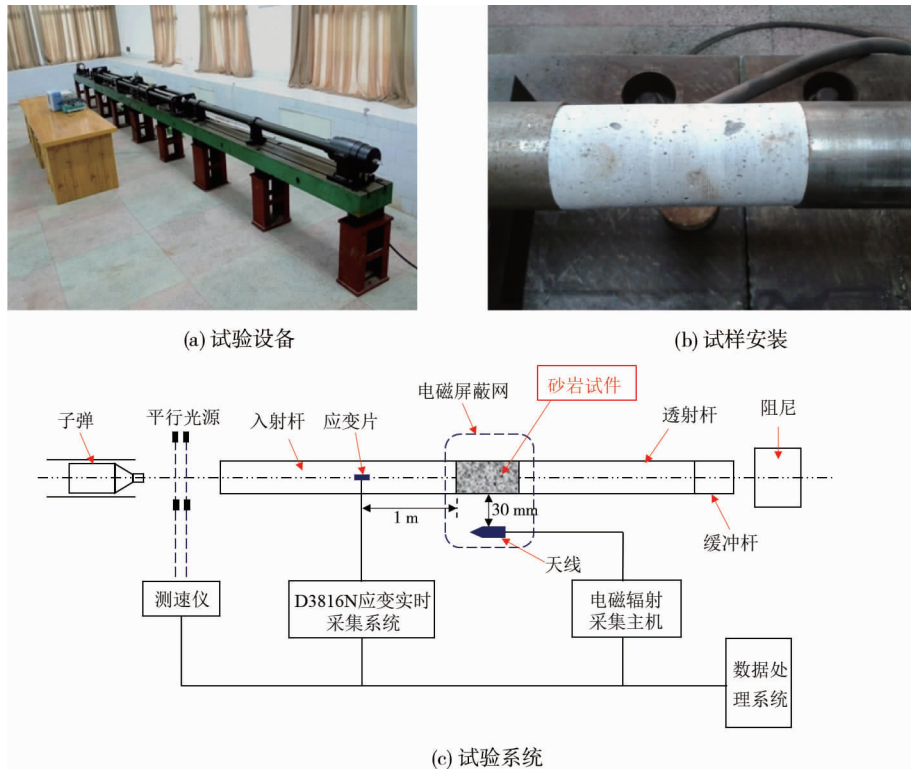 (a) 试验设备
(b) 试样安装
电磁屏蔽网
砂岩试件
子弹
平行光源
入射杆
应变片
透射杆
阻尼
1 m
30 mm
天线
缓冲杆
测速仪
D3816N应变实时
采集系统
电磁辐射
采集主机
数据处
理系统
(c) 试验系统